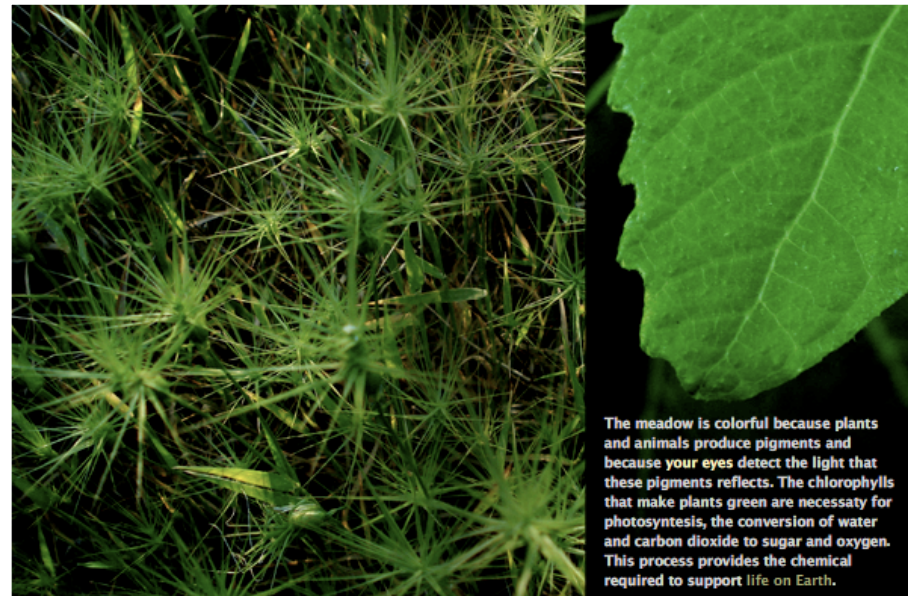 The meadow is colorful because plants
and animals produce pigments and
because your eyes detect the light that
these pigments reflects. The chlorophylls
that make plants green are necessaty for
photosyntesis, the conversion of water
and carbon dioxide to sugar and oxygen.
This process provides the chemical
required to support life on Earth.